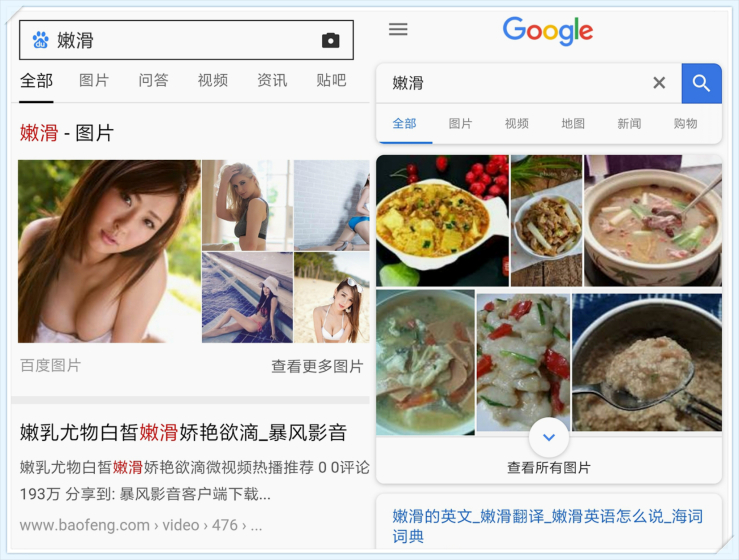 嫩滑
全部 图片 问答 视频 资讯 贴吧
嫩滑 - 图片
百度图片 查看更多图片
嫩乳尤物白皙嫩滑娇艳欲滴_暴风影音
嫩乳尤物白皙嫩滑娇艳欲滴微视频热播推荐 0 0评论
193万 分享到: 暴风影音客户端下载...
www.baofeng.com › video › 476 › ...
Google
嫩滑
全部 图片 视频 地图 新闻 购物
查看所有图片
嫩滑的英文_嫩滑翻译_嫩滑英语怎么说_海词
词典